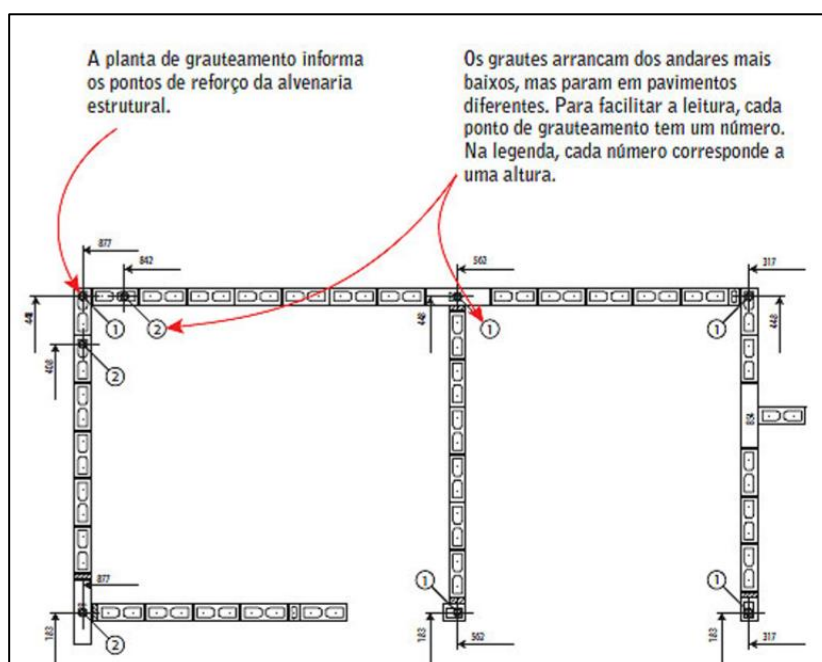 A planta de grauteamento informa
os pontos de reforço da alvenaria
estrutural.
Os grautes arrancam dos andares mais
baixos, mas param em pavimentos
diferentes. Para facilitar a leitura, cada
ponto de grauteamento tem um número.
Na legenda, cada número corresponde a
uma altura.
877
842
562
317
448
448
1
2
1
1
408
2
834
1
1
877
183
2
183
562
183
317